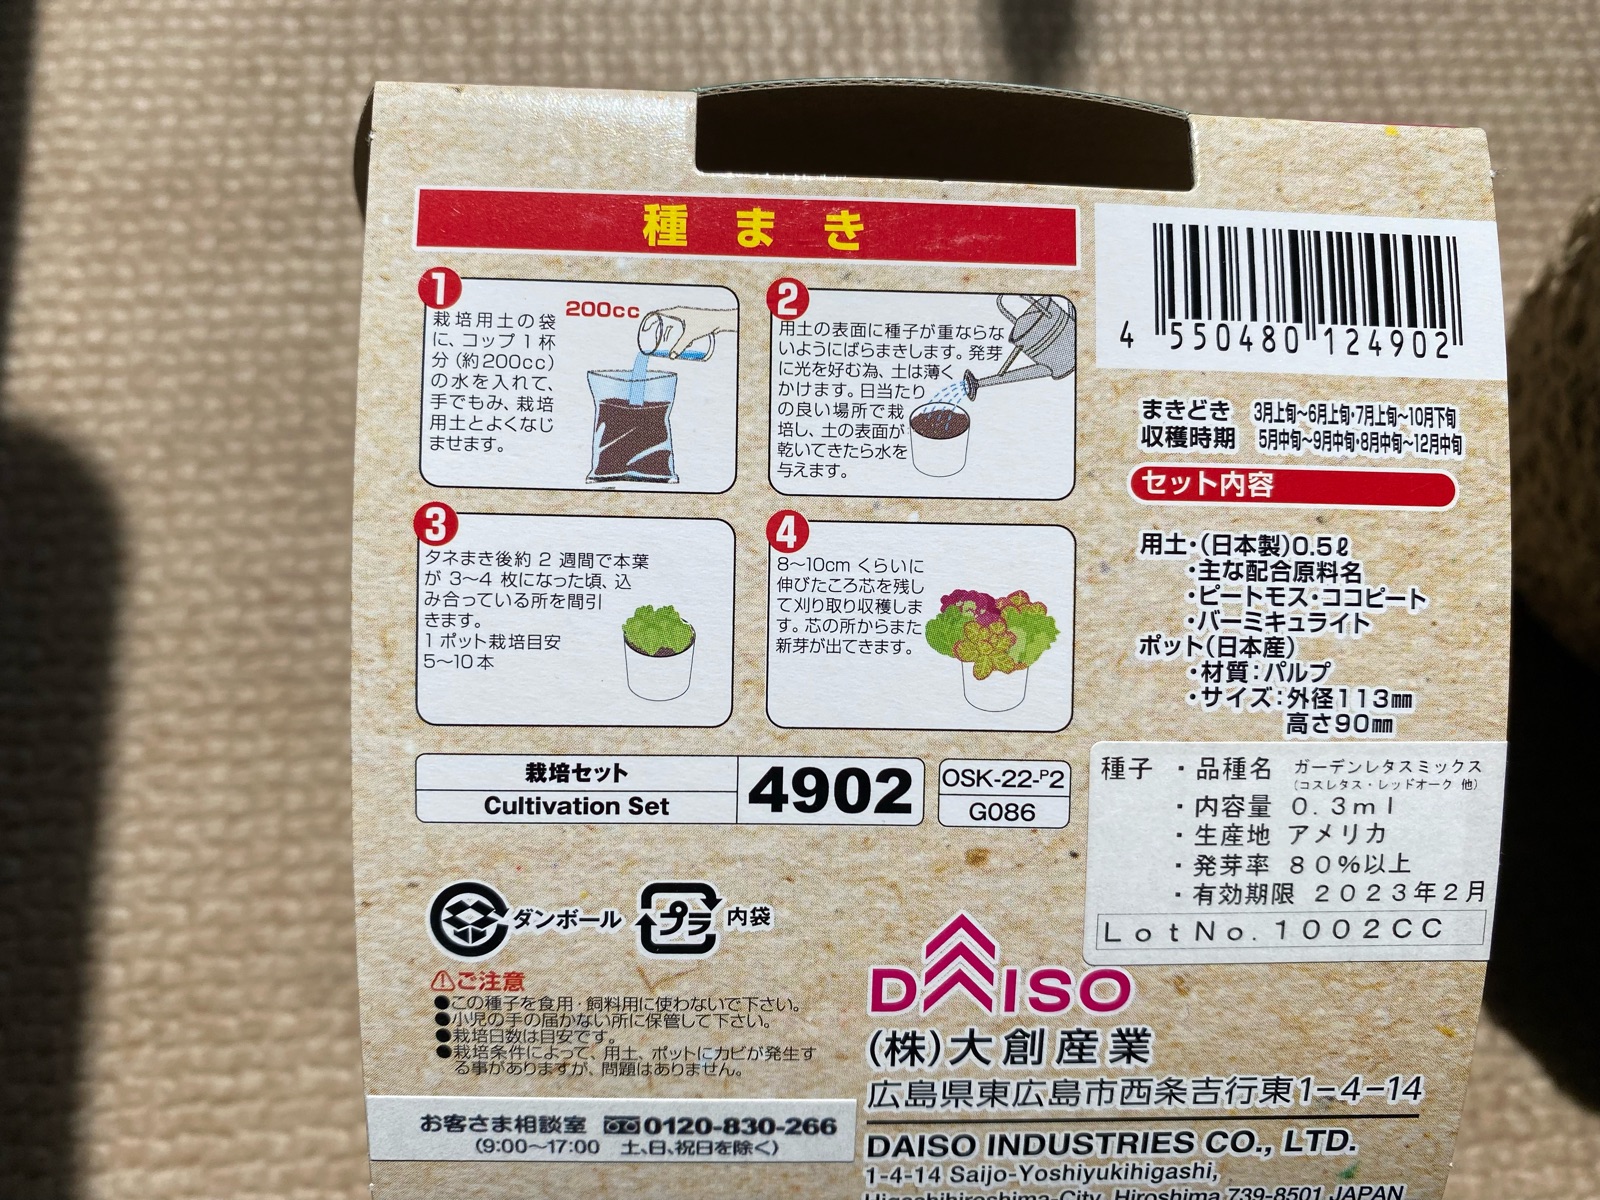 種まき
1
200cc
栽培用土の袋
に、コップ1杯
分(約200cc)
の水を入れて、
手でもみ、栽培
用土とよくなじ
ませます。
2
用土の表面に種子が重ならな
いようにばらまきします。発芽
に光を好む為、土は薄く
かけます。日当たり
の良い場所で栽
培し、土の表面が
乾いてきたら水を
与えます。
3
タネまき後約 2 週間で本葉
が 3〜4 枚になった頃、込
み合っている所を間引
きます。
1 ポット栽培目安
5〜10本
4
8〜10cm くらいに
伸びたころ芯を残し
て刈り取り収穫しま
す。芯の所からまた
新芽が出てきます。
4 550480 124902
まきどき 3月上旬〜6月上旬・7月上旬〜10月下旬
収穫時期 5月中旬〜9月中旬・8月中旬〜12月中旬
セット内容
用土・(日本製)0.5ℓ
・主な配合原料名
・ピートモス・ココピート
・バーミキュライト
ポット(日本産)
・材質:パルプ
・サイズ:外径113㎜
高さ90㎜
種子 ・品種名 ガーデンレタスミックス
(コスレタス・レッドオーク 他)
・内容量 0.3ml
・生産地 アメリカ
・発芽率 80%以上
・有効期限 2023年2月
LotNo.1002CC
栽培セット
Cultivation Set
4902
OSK-22-P2
G086
ダンボール
プラ 内袋
⚠ご注意
●この種子を食用・飼料用に使わないで下さい。
●小児の手の届かない所に保管して下さい。
●栽培日数は目安です。
●栽培条件によって、用土、ポットにカビが発生す
る事がありますが、問題はありません。
お客さま相談室 0120-830-266
(9:00〜17:00 土、日、祝日を除く)
DAISO
(株)大創産業
広島県東広島市西条吉行東1-4-14
DAISO INDUSTRIES CO., LTD.
1-4-14 Saijo-Yoshiyukihigashi,
Higashihiroshima-City, Hiroshima 739-8501 JAPAN